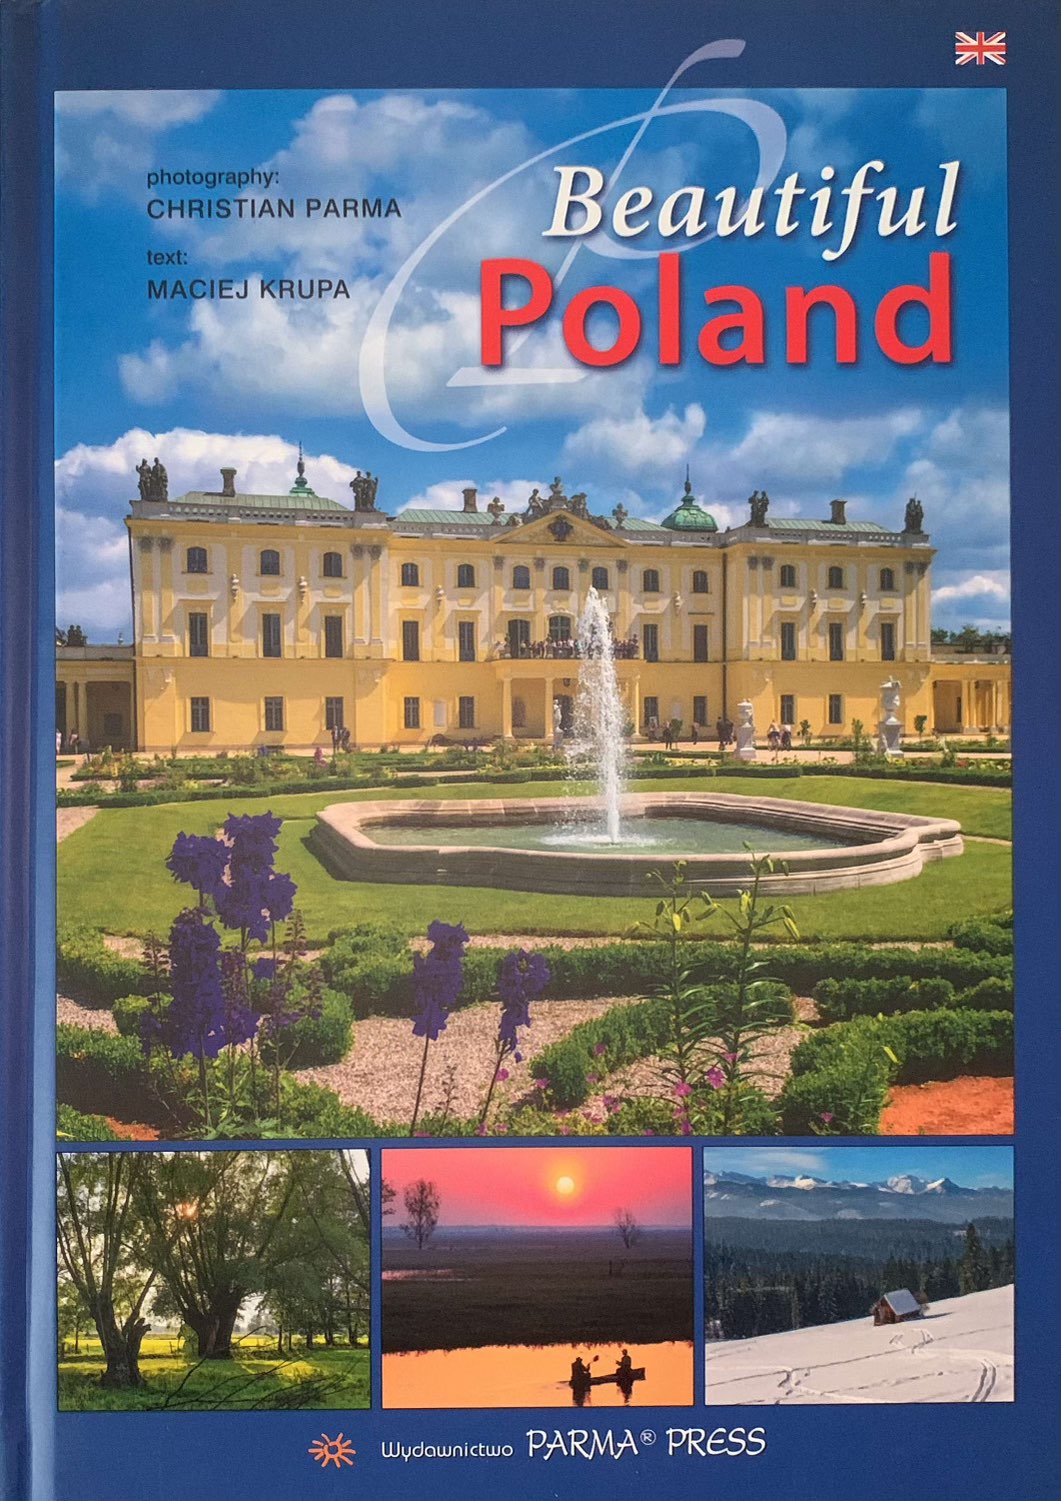 photography:
CHRISTIAN PARMA
text:
MACIEJ KRUPA
Beautiful
Poland
Wydawnictwo PARMA® PRESS